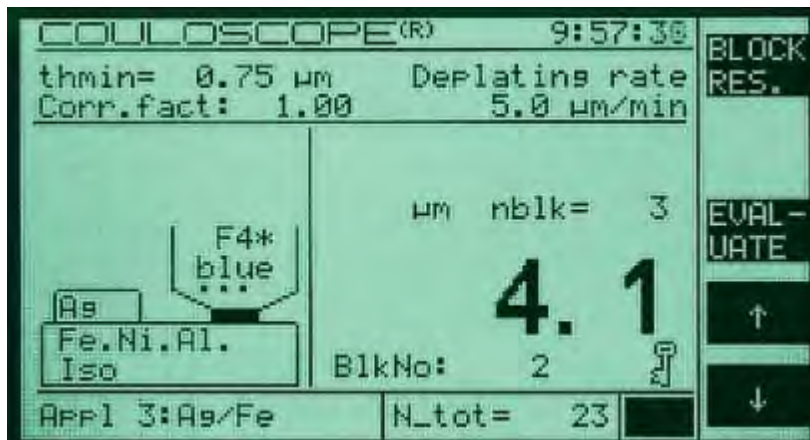 COULOSCOPE(R) 9:57:36
BLOCK
RES.
thmin= 0.75 µm Deplating rate
Corr.fact: 1.00 5.0 µm/min
µm nblk= 3
EVAL-
UATE
F4*
blue
4. 1
Ag
↑
Fe.Ni.Al.
Iso
BlkNo: 2
↓
Appl 3:Ag/Fe N_tot= 23